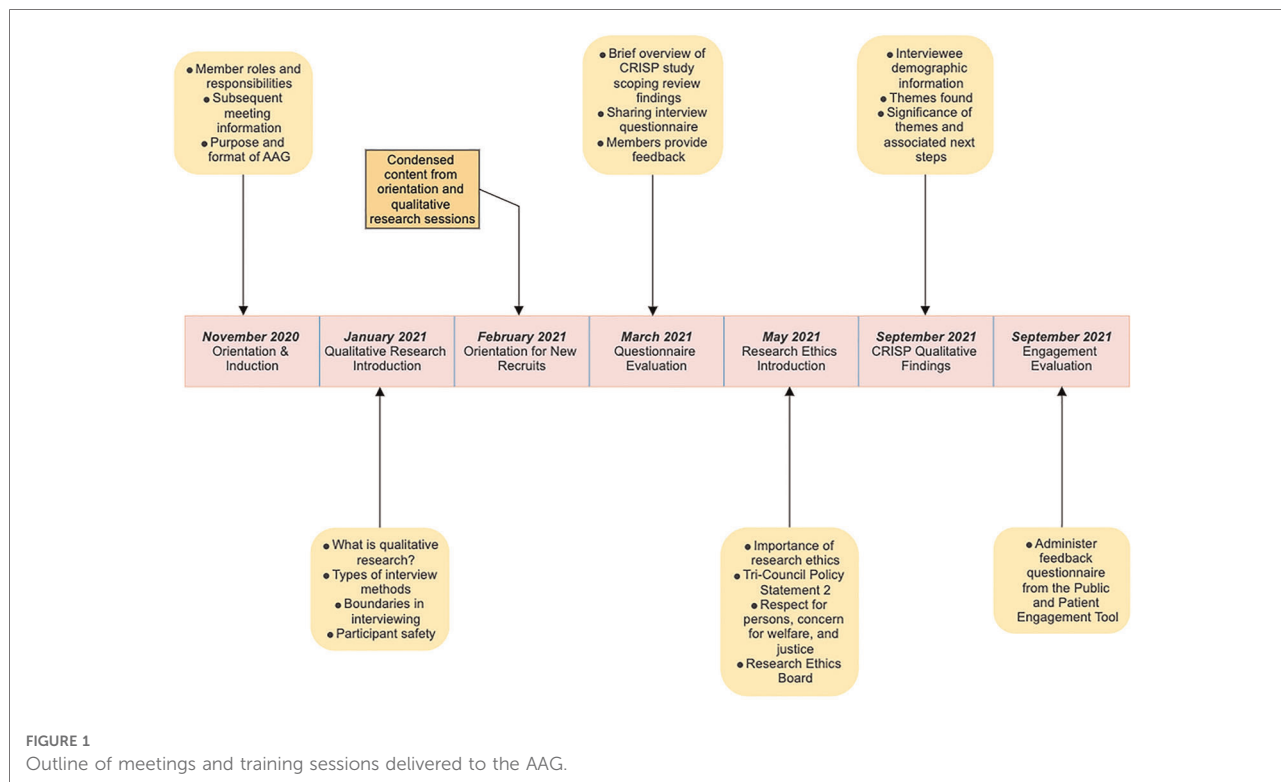 ● Member roles and
responsibilities
● Subsequent
meeting
information
● Purpose and
format of AAG
Condensed
content from
orientation and
qualitative
research sessions
● Brief overview of
CRISP study
scoping review
findings
● Sharing interview
questionnaire
● Members provide
feedback
● Interviewee
demographic
information
● Themes found
● Significance of
themes and
associated next
steps
November 2020
Orientation &
Induction
January 2021
Qualitative Research
Introduction
February 2021
Orientation for New
Recruits
March 2021
Questionnaire
Evaluation
May 2021
Research Ethics
Introduction
September 2021
CRISP Qualitative
Findings
September 2021
Engagement
Evaluation
● What is qualitative
research?
● Types of interview
methods
● Boundaries in
interviewing
● Participant safety
● Importance of
research ethics
● Tri-Council Policy
Statement 2
● Respect for
persons, concern
for welfare, and
justice
● Research Ethics
Board
● Administer
feedback
questionnaire
from the Public
and Patient
Engagement Tool
FIGURE 1
Outline of meetings and training sessions delivered to the AAG.